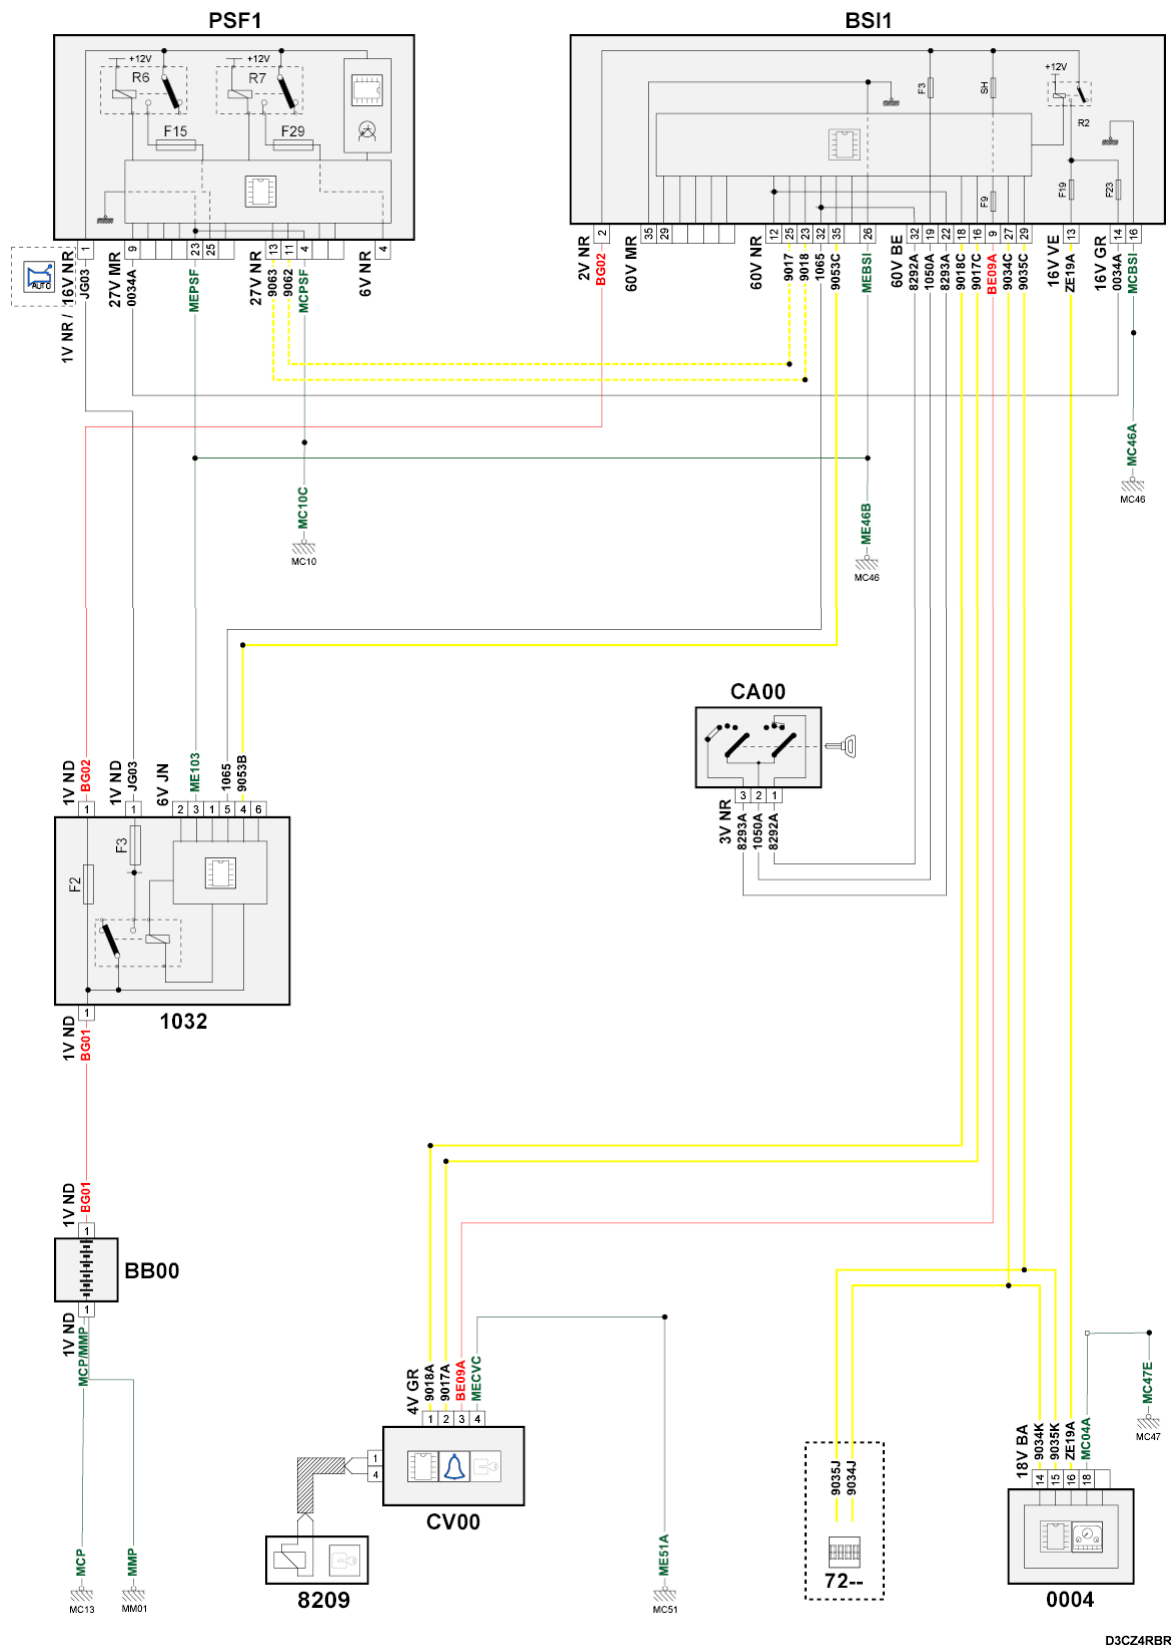 PSF1
BSI1
+12V
+12V
R6
R7
F15
F29
F3
SH
+12V
R2
F9
F19
F23
AUTO
1V NR / 16V NR
1
JG03
27V MR
9
0034A
23
MEPSF
25
27V NR
13
9063
11
9062
4
MCPSF
6V NR
4
2V NR
2
BG02
60V MR
35
29
60V NR
12
25
9017
23
9018
32
1065
35
9053C
26
MEBSI
60V BE
32
8292A
19
1050A
22
8293A
18
9018C
16
9017C
9
BE09A
27
9034C
29
9035C
16V VE
13
ZE19A
16V GR
14
0034A
16
MCBSI
MC46A
MC46
MC10C
MC10
ME46B
MC46
CA00
3V NR
3
2
1
8293A
1050A
8292A
1V ND
BG02
1V ND
JG03
6V JN
ME103
1065
9053B
1
1
2
3
1
5
4
6
F3
F2
1
1032
1V ND
BG01
1V ND
BG01
1
BB00
1
1V ND
MCP/MMP
MCP
MC13
MMP
MM01
4V GR
9018A
9017A
BE09A
MECVC
1
2
3
4
1
4
CV00
8209
ME51A
MC51
9035J
9034J
72--
18V BA
9034K
9035K
ZE19A
MC04A
14
15
16
18
MC47E
MC47
0004
D3CZ4RBR